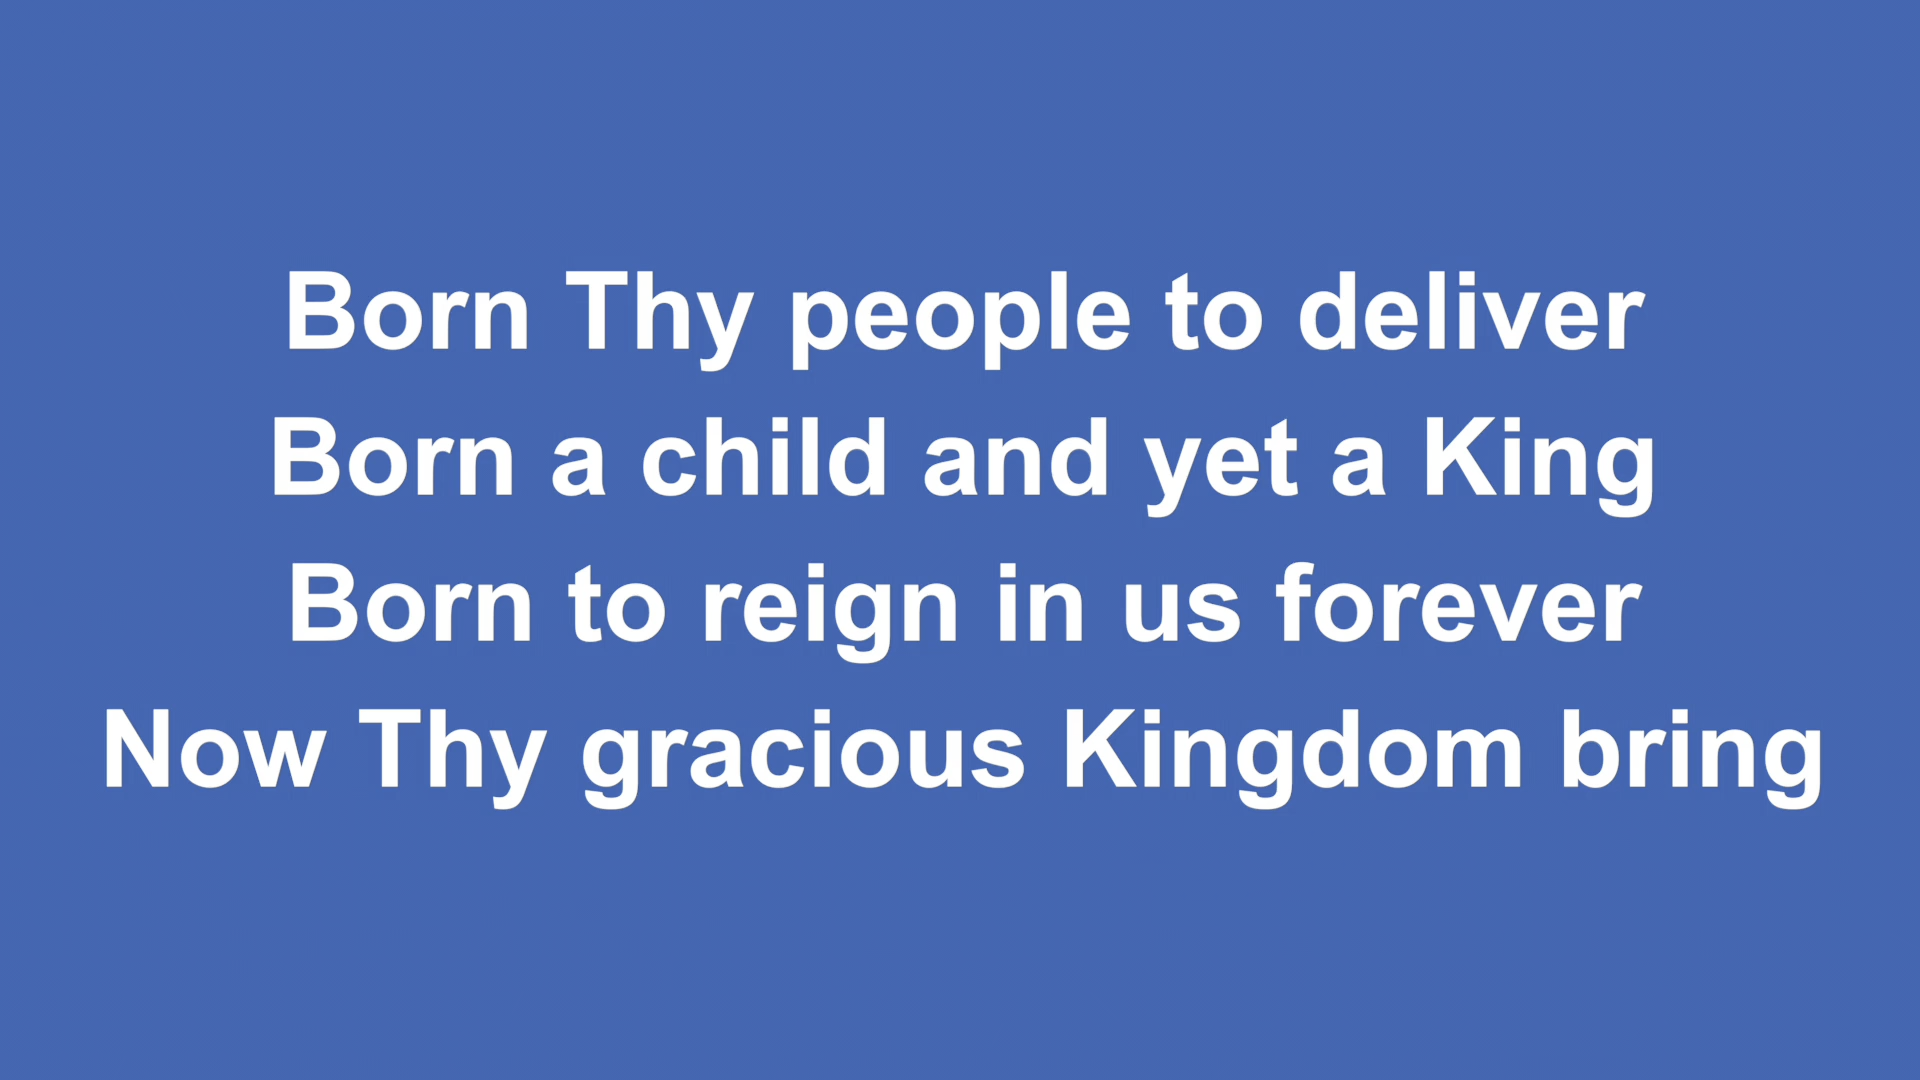 Born Thy people to deliver
Born a child and yet a King
Born to reign in us forever
Now Thy gracious Kingdom bring